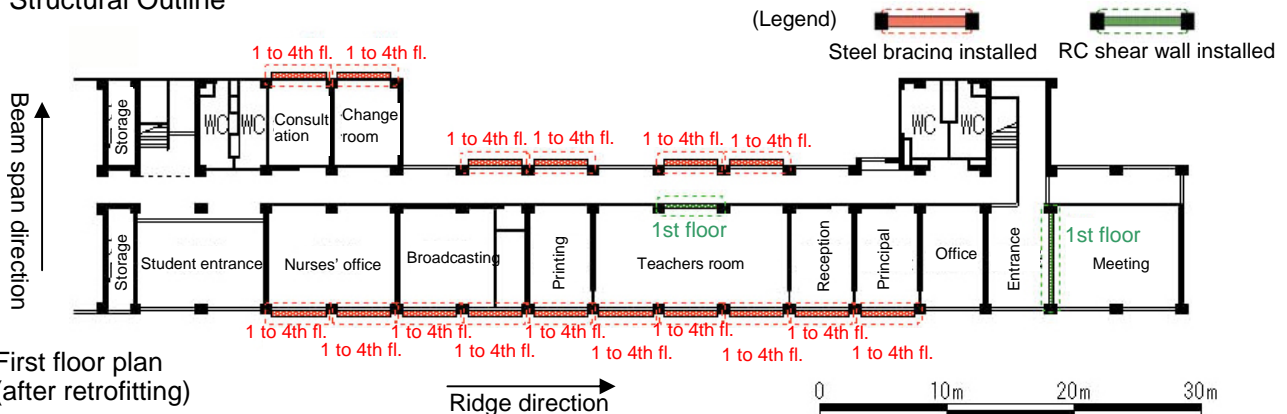 Structural Outline
(Legend)
Steel bracing installed
RC shear wall installed
1 to 4th fl.
1 to 4th fl.
Beam span direction
Storage
WC
WC
Consult
ation
Change
room
1 to 4th fl.
1 to 4th fl.
1 to 4th fl.
1 to 4th fl.
WC
WC
Storage
Student entrance
Nurses' office
Broadcasting
Printing
1st floor
Teachers room
Reception
Principal
Office
Entrance
1st floor
Meeting
1 to 4th fl.
1 to 4th fl.
1 to 4th fl.
1 to 4th fl.
1 to 4th fl.
1 to 4th fl.
1 to 4th fl.
1 to 4th fl.
1 to 4th fl.
1 to 4th fl.
First floor plan
(after retrofitting)
Ridge direction
0
10m
20m
30m